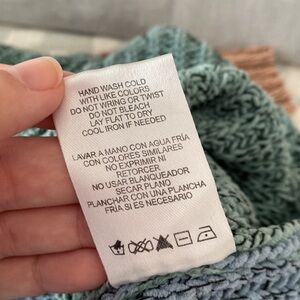 HAND WASH COLD
WITH LIKE COLORS
DO NOT WRING OR TWIST
DO NOT BLEACH
LAY FLAT TO DRY
COOL IRON IF NEEDED
LAVAR A MANO CON AGUA FRÍA
CON COLORES SIMILARES
NO EXPRIMIR NI
RETORCER
NO USAR BLANQUEADOR
SECAR PLANO
PLANCHAR CON UNA PLANCHA
FRÍA SI ES NECESARIO